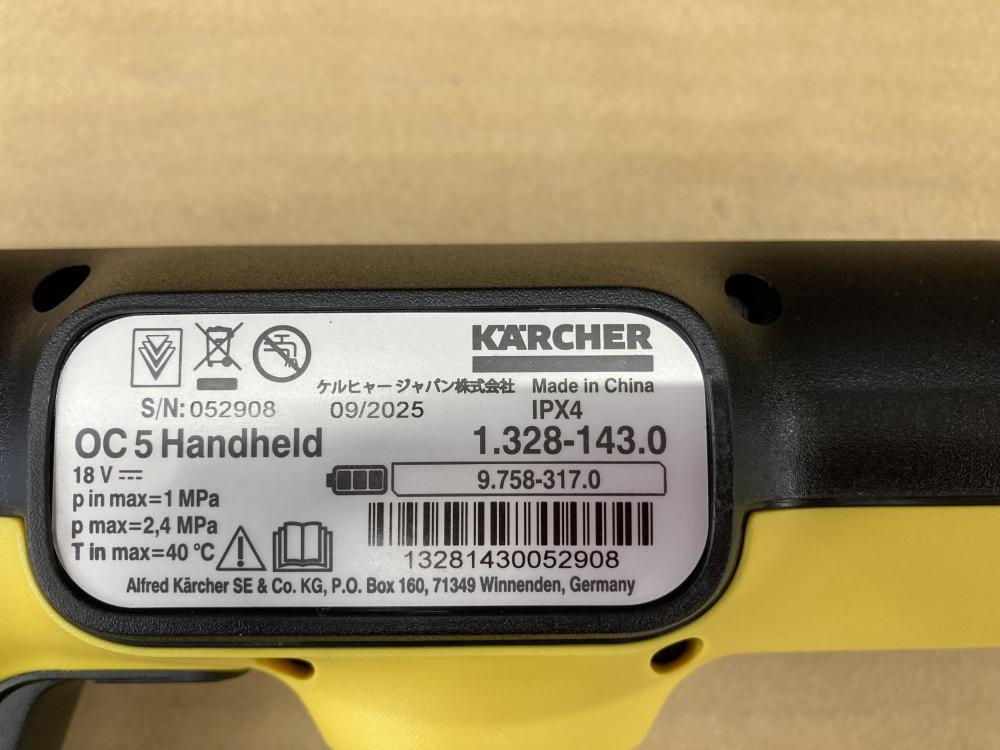 KÄRCHER
ケルヒャージャパン株式会社 Made in China
S/N: 052908 09/2025 IPX4
OC 5 Handheld 1.328-143.0
18 V
9.758-317.0
p in max=1 MPa
p max=2,4 MPa
T in max=40 °C
13281430052908
Alfred Kärcher SE & Co. KG, P.O. Box 160, 71349 Winnenden, Germany